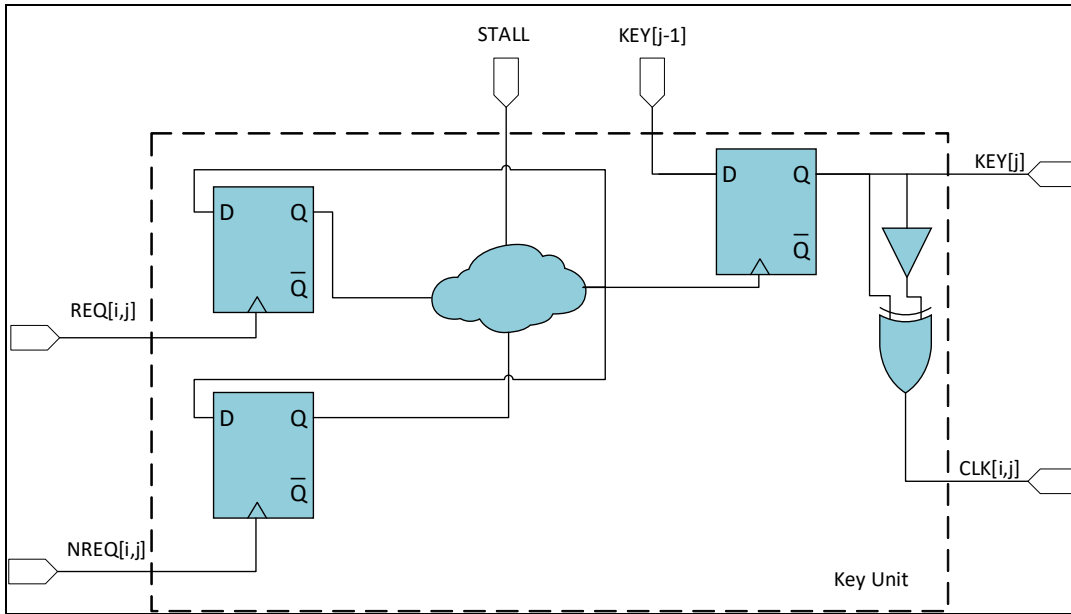 STALL
KEY[j-1]
D
Q
Q
KEY[j]
D
Q
Q
REQ[i,j]
D
Q
Q
CLK[i,j]
NREQ[i,j]
Key Unit